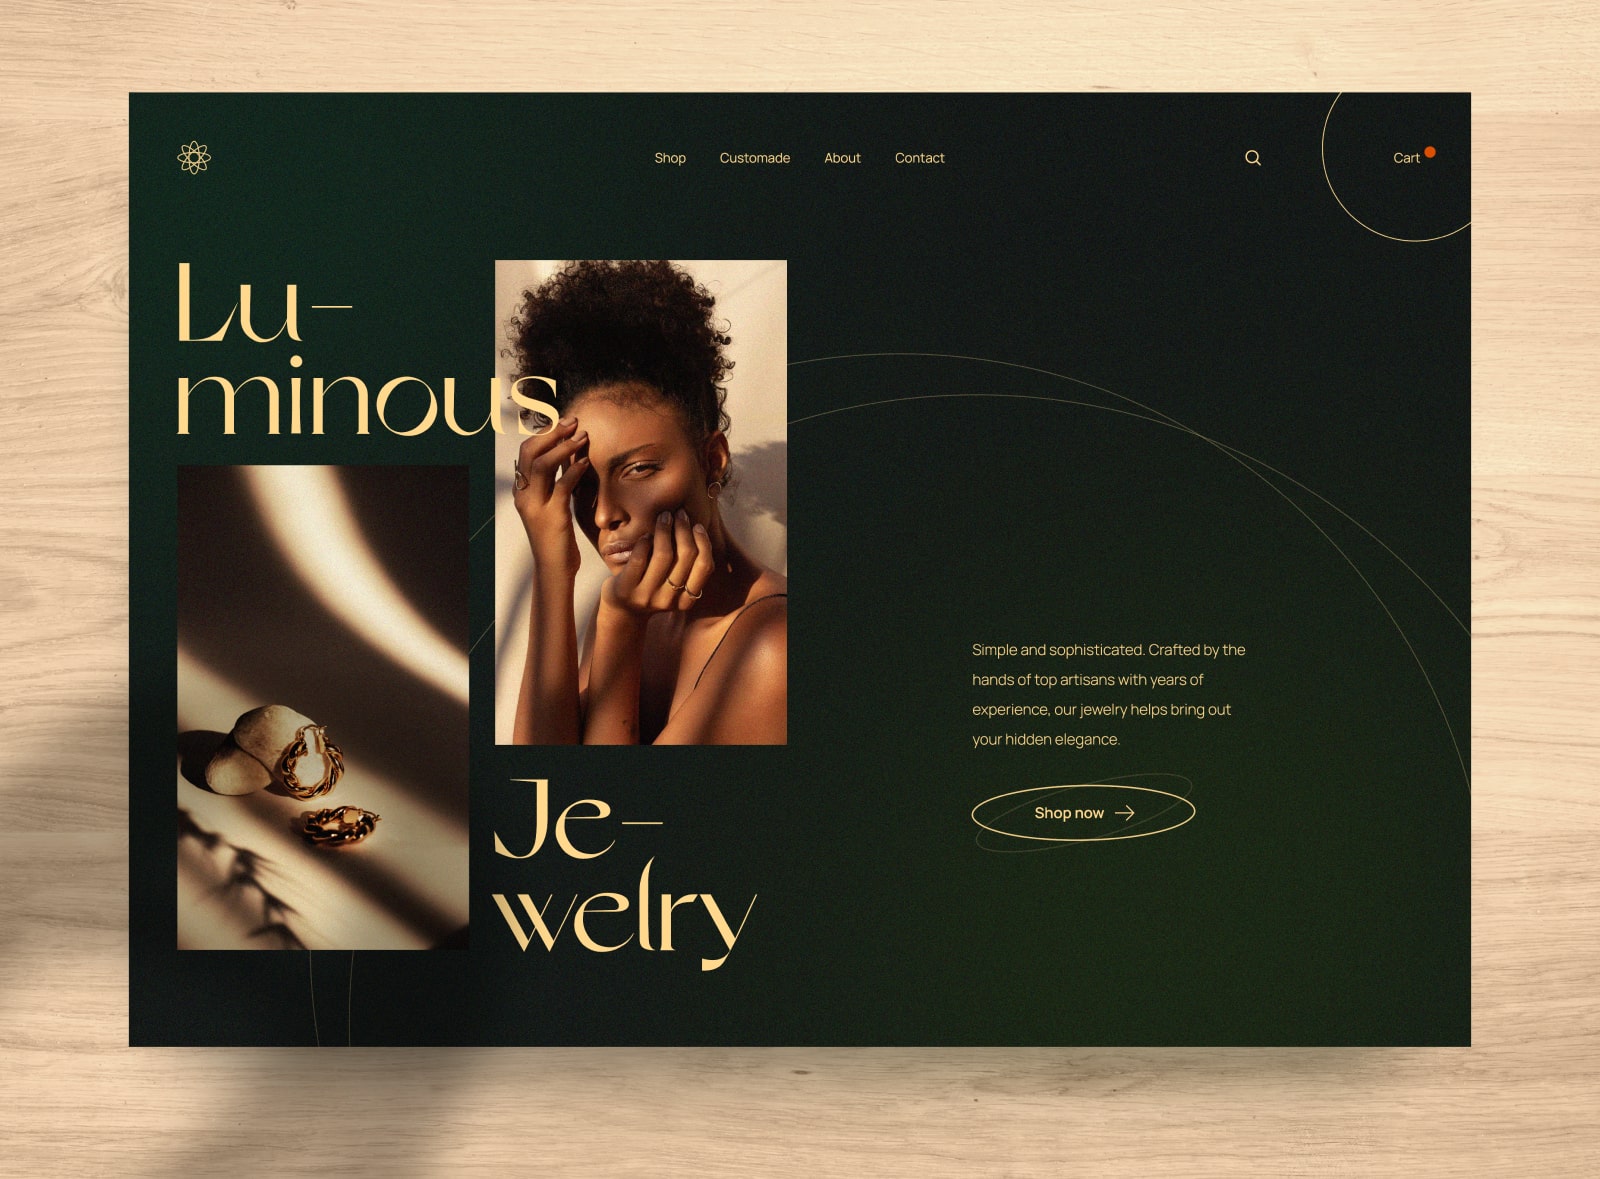 Shop Customade About Contact Cart
Lu–
minous
Je–
welry
Simple and sophisticated. Crafted by the
hands of top artisans with years of
experience, our jewelry helps bring out
your hidden elegance.
Shop now →